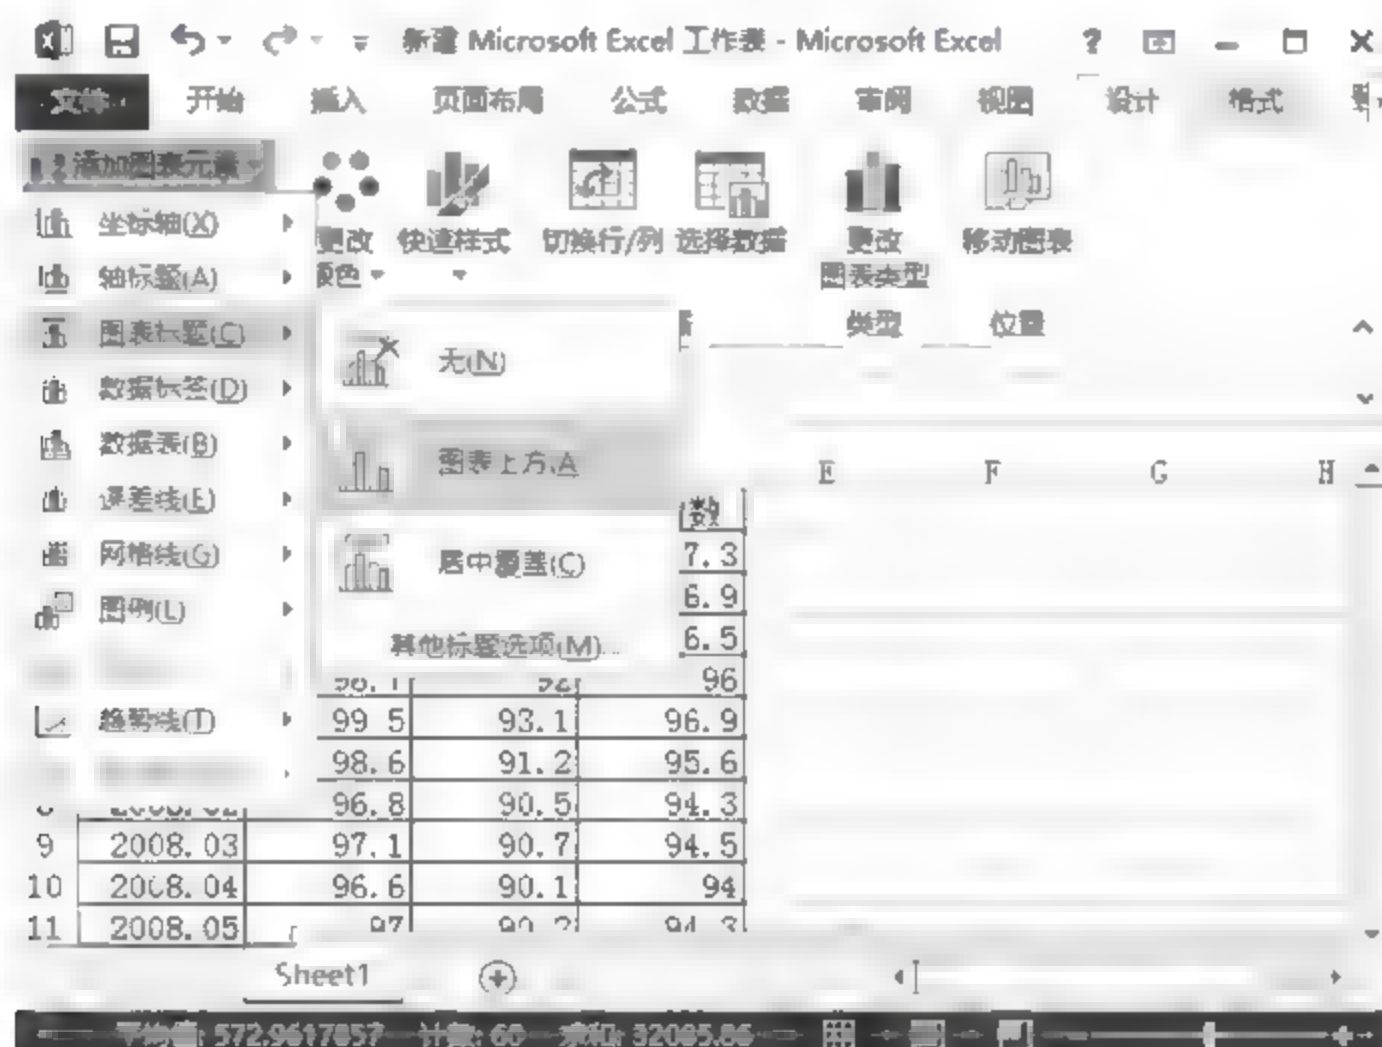 新建 Microsoft Excel 工作表 - Microsoft Excel
文件 开始 插入 页面布局 公式 数据 审阅 视图 设计 格式
添加图表元素
坐标轴(X)
轴标题(A)
图表标题(C)
数据标签(D)
数据表(B)
误差线(E)
网格线(G)
图例(L)
趋势线(T)
更改
颜色
快速样式
切换行/列
选择数据
更改
图表类型
移动图表
类型
位置
无(N)
图表上方(A
居中覆盖(C)
其他标题选项(M)...
E F G H
数
7.3
6.9
6.5
96
99 5 93.1 96.9
98.6 91.2 95.6
96.8 90.5 94.3
9 2008.03 97.1 90.7 94.5
10 2008.04 96.6 90.1 94
11 2008.05 97
Sheet1
平均值: 572.9617857 计数: 60 求和: 32085.86